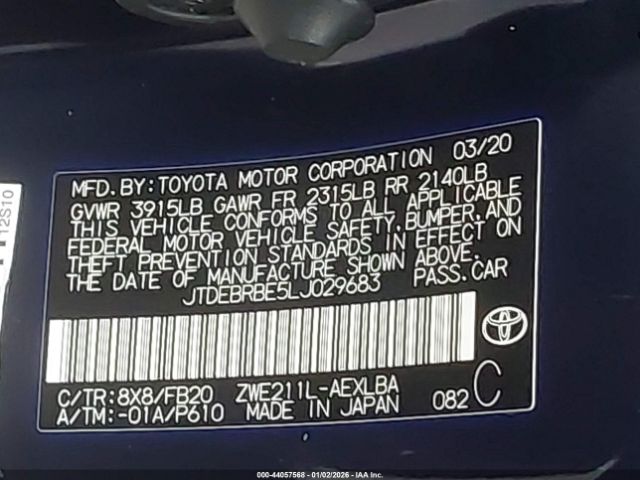 MFD. BY: TOYOTA MOTOR CORPORATION 03/20
GVWR 3915LB GAWR FR 2315LB RR 2140LB
THIS VEHICLE CONFORMS TO ALL APPLICABLE
FEDERAL MOTOR VEHICLE SAFETY, BUMPER, AND
THEFT PREVENTION STANDARDS IN EFFECT ON
THE DATE OF MANUFACTURE SHOWN ABOVE.
JTDEBRBE5LJ029683 PASS. CAR
C/TR: 8X8/FB20 ZWE211L-AEXLBA
A/TM: -01A/P610 MADE IN JAPAN 082 C
12S10
000-44057568 - 01/02/2026 - IAA Inc.